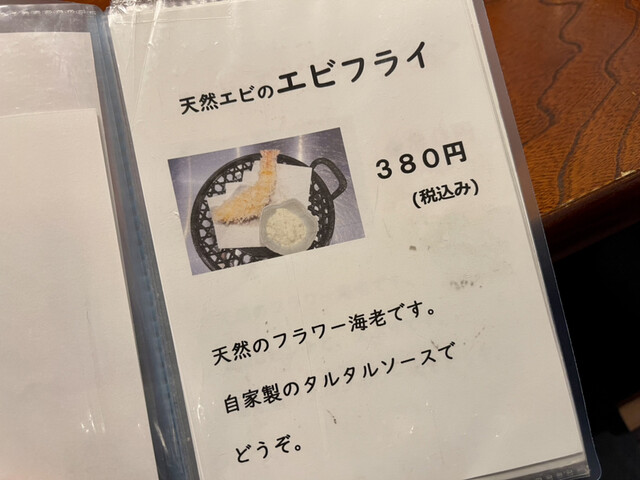 天然エビのエビフライ
380円
(税込み)
天然のフラワー海老です。
自家製のタルタルソースで
どうぞ。